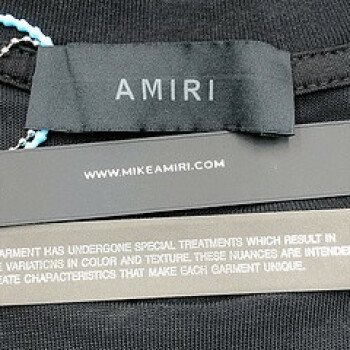 AMIRI
WWW.MIKEAMIRI.COM
GARMENT HAS UNDERGONE SPECIAL TREATMENTS WHICH RESULT IN
VARIATIONS IN COLOR AND TEXTURE. THESE NUANCES ARE INTENDED
CHARACTERISTICS THAT MAKE EACH GARMENT UNIQUE.